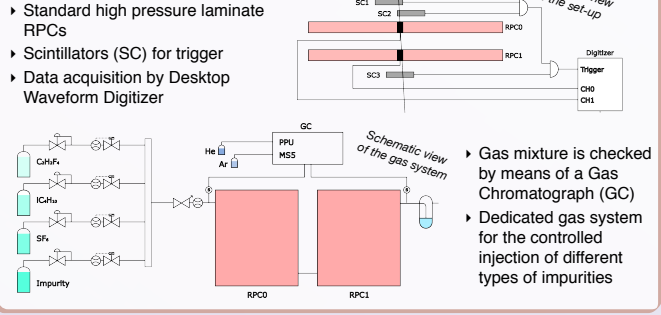 ‣ Standard high pressure laminate
RPCs
‣ Scintillators (SC) for trigger
‣ Data acquisition by Desktop
Waveform Digitizer
SC1
SC2
the set-up
RPC0
RPC1
SC3
Digitizer
Trigger
CH0
CH1
C₂H₂F₄
iC₄H₁₀
SF₆
Impurity
GC
PPU
MS5
He
Ar
Schematic view
of the gas system
RPC0
RPC1
‣ Gas mixture is checked
by means of a Gas
Chromatograph (GC)
‣ Dedicated gas system
for the controlled
injection of different
types of impurities